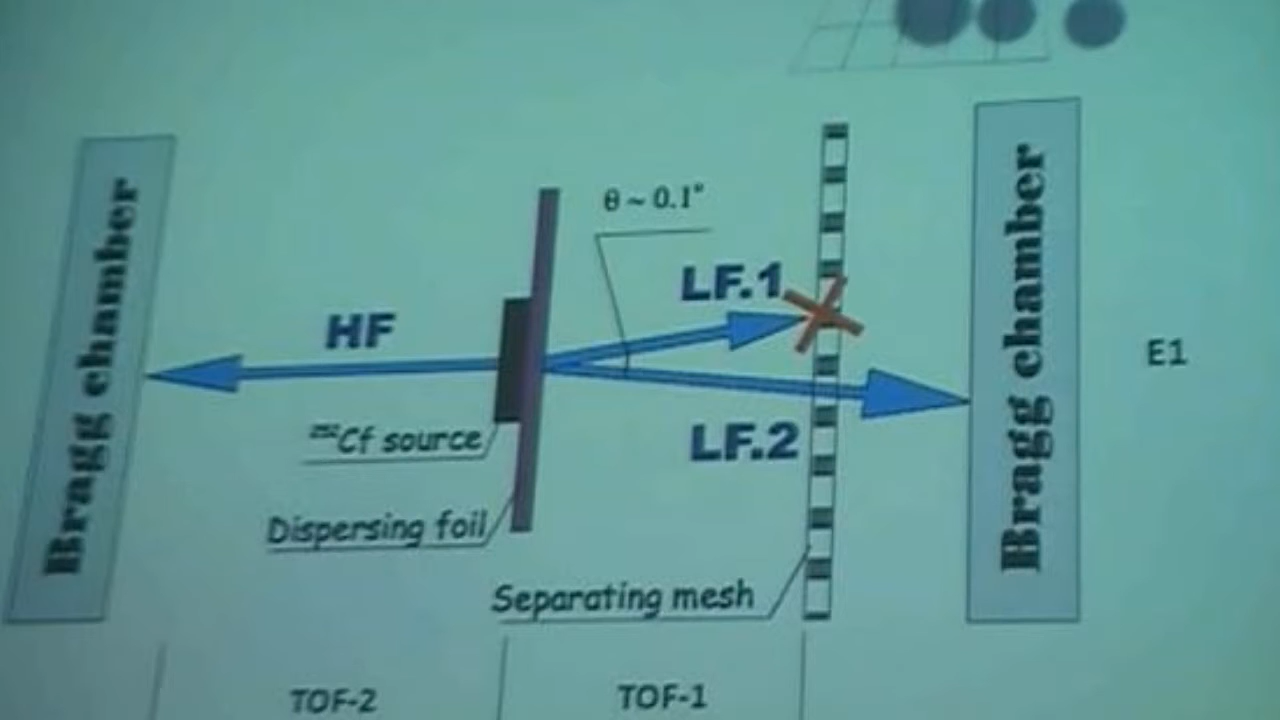 θ ~ 0.1°
LF.1
HF
Bragg chamber
Bragg chamber
E1
²⁵²Cf source
LF.2
Dispersing foil
Separating mesh
TOF-2
TOF-1